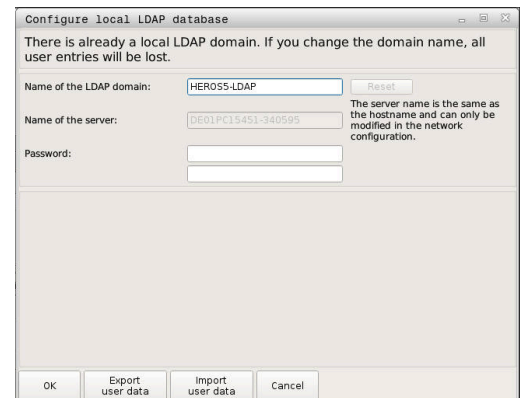 Configure local LDAP database
There is already a local LDAP domain. If you change the domain name, all
user entries will be lost.
Name of the LDAP domain:
HEROS5-LDAP
Reset
Name of the server:
DE01PC15451-340595
The server name is the same as
the hostname and can only be
modified in the network
configuration.
Password:
OK
Export
user data
Import
user data
Cancel